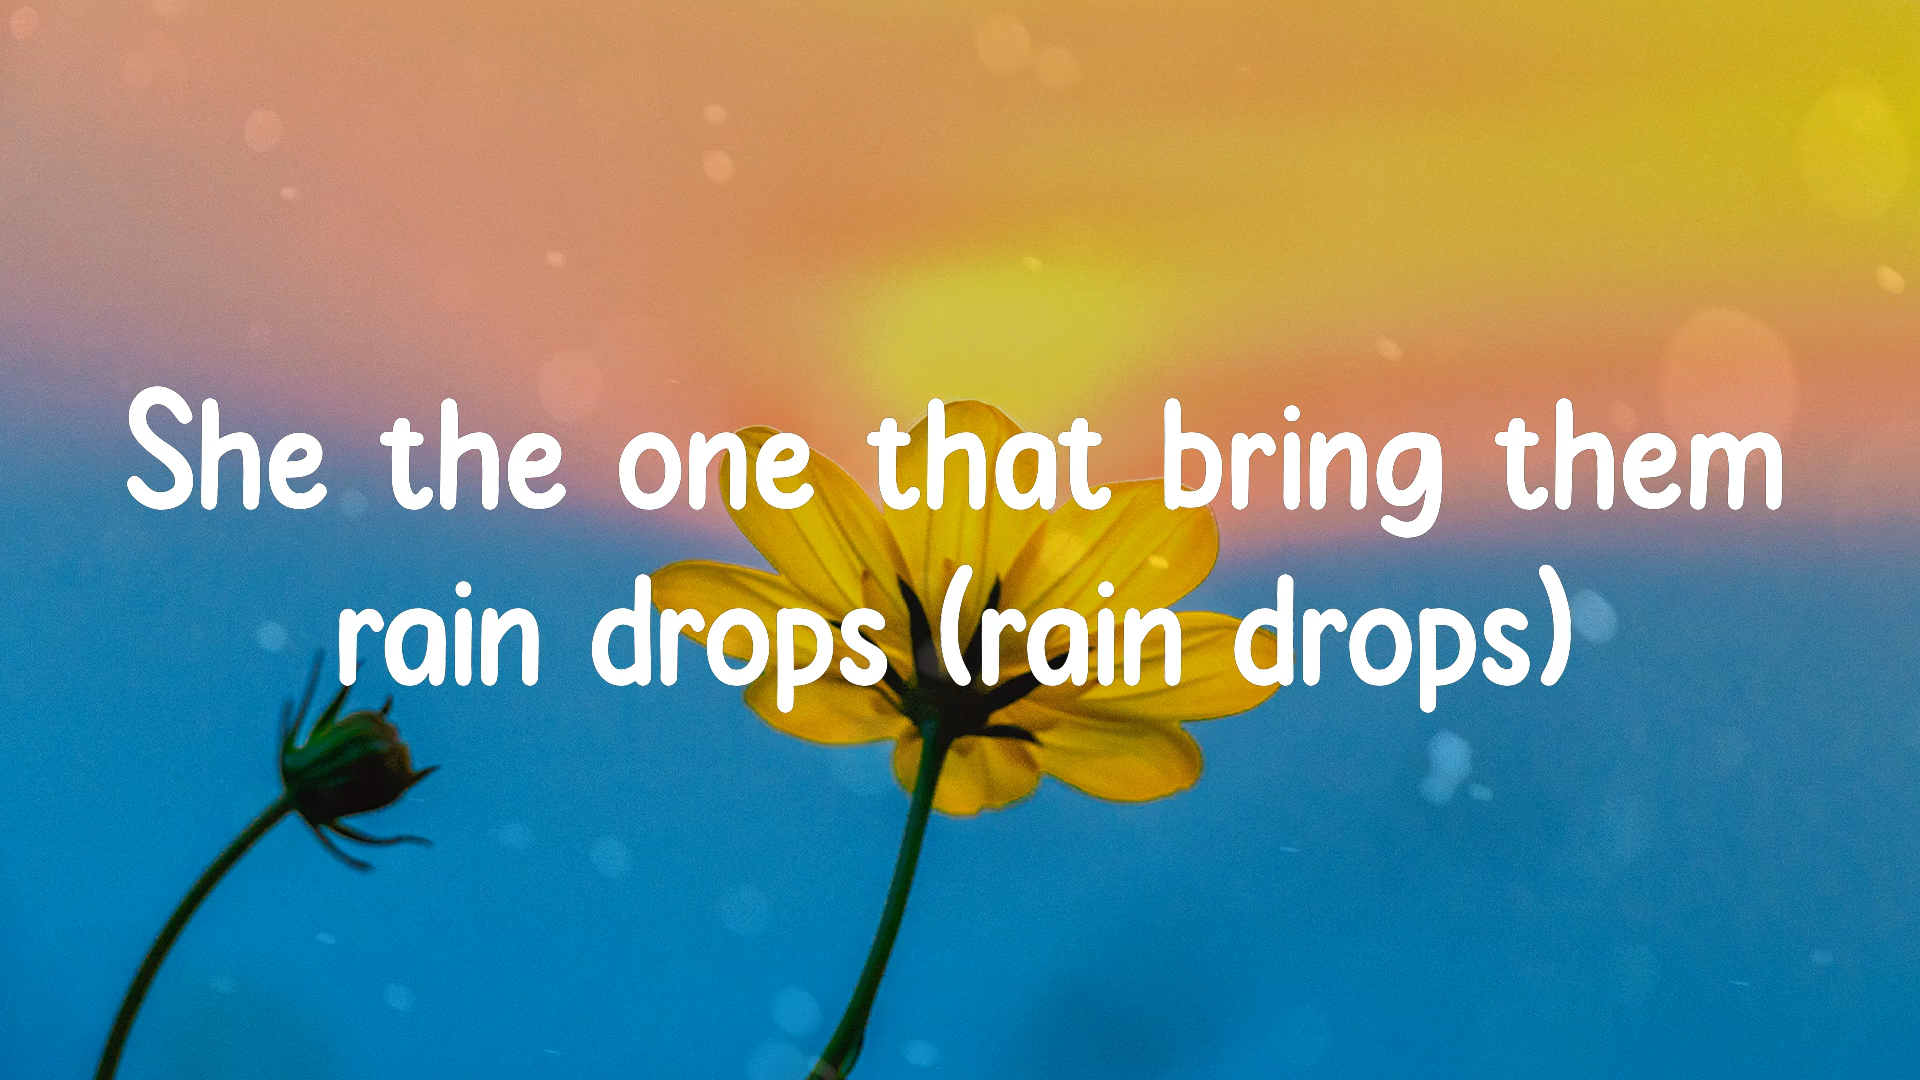 She the one that bring them
rain drops (rain drops)